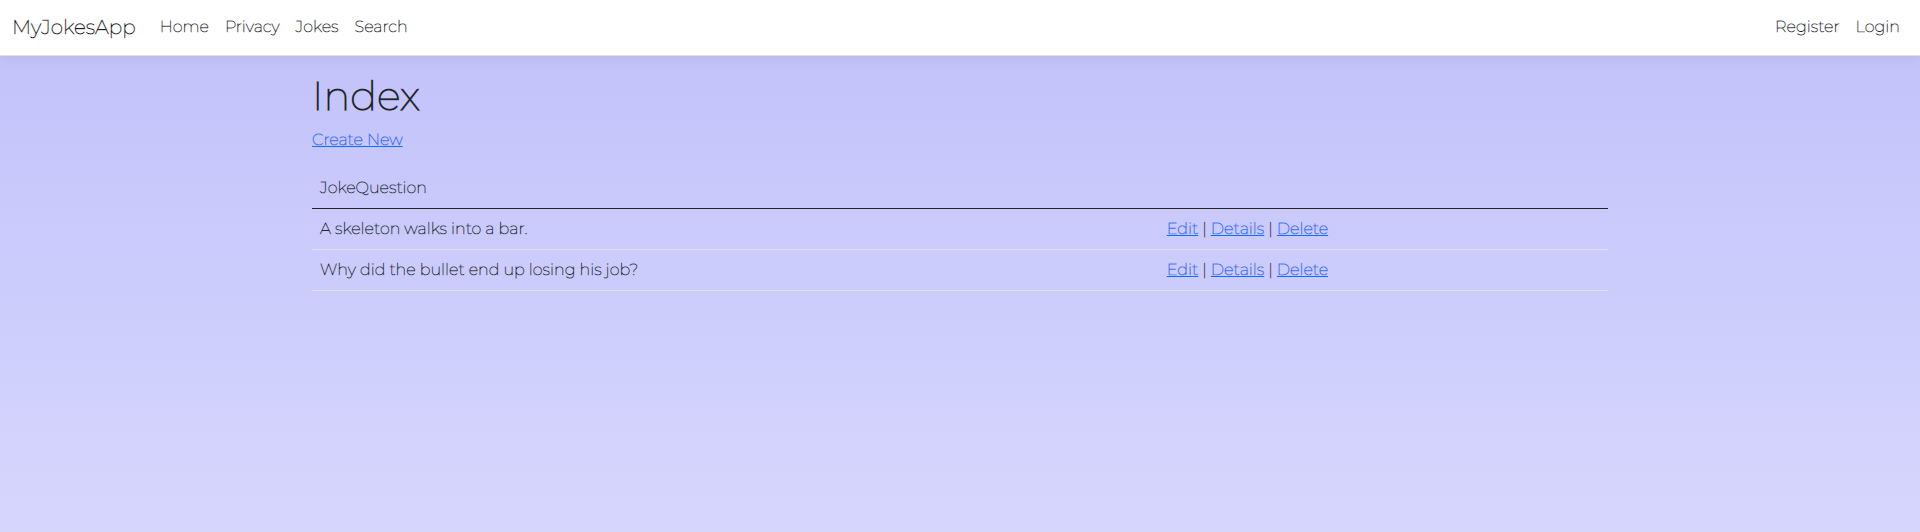 MyJokesApp Home Privacy Jokes Search Register Login
Index
Create New
JokeQuestion
A skeleton walks into a bar. Edit | Details | Delete
Why did the bullet end up losing his job? Edit | Details | Delete